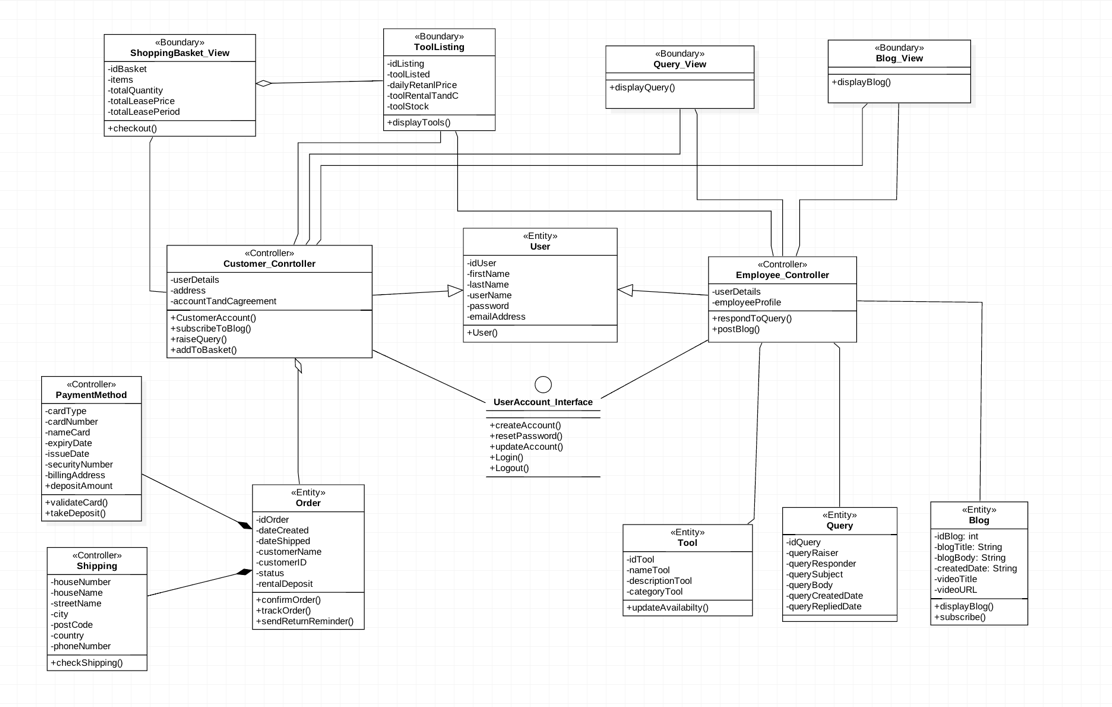 «Boundary»
ShoppingBasket_View
-idBasket
-items
-totalQuantity
-totalLeasePrice
-totalLeasePeriod
+checkout()
«Boundary»
ToolListing
-idListing
-toolListed
-dailyRetanlPrice
-toolRentalTandC
-toolStock
+displayTools()
«Boundary»
Query_View
+displayQuery()
«Boundary»
Blog_View
+displayBlog()
«Controller»
Customer_Conrtoller
-userDetails
-address
-accountTandCagreement
+CustomerAccount()
+subscribeToBlog()
+raiseQuery()
+addToBasket()
«Entity»
User
-idUser
-firstName
-lastName
-userName
-password
-emailAddress
+User()
«Controller»
Employee_Controller
-userDetails
-employeeProfile
+respondToQuery()
+postBlog()
UserAccount_Interface
+createAccount()
+resetPassword()
+updateAccount()
+Login()
+Logout()
«Controller»
PaymentMethod
-cardType
-cardNumber
-nameCard
-expiryDate
-issueDate
-securityNumber
-billingAddress
+depositAmount
+validateCard()
+takeDeposit()
«Controller»
Shipping
-houseNumber
-houseName
-streetName
-city
-postCode
-country
-phoneNumber
+checkShipping()
«Entity»
Order
-idOrder
-dateCreated
-dateShipped
-customerName
-customerID
-status
-rentalDeposit
+confirmOrder()
+trackOrder()
+sendReturnReminder()
«Entity»
Tool
-idTool
-nameTool
-descriptionTool
-categoryTool
+updateAvailabilty()
«Entity»
Query
-idQuery
-queryRaiser
-queryResponder
-querySubject
-queryBody
-queryCreatedDate
-queryRepliedDate
«Entity»
Blog
-idBlog: int
-blogTitle: String
-blogBody: String
-createdDate: String
-videoTitle
-videoURL
+displayBlog()
+subscribe()